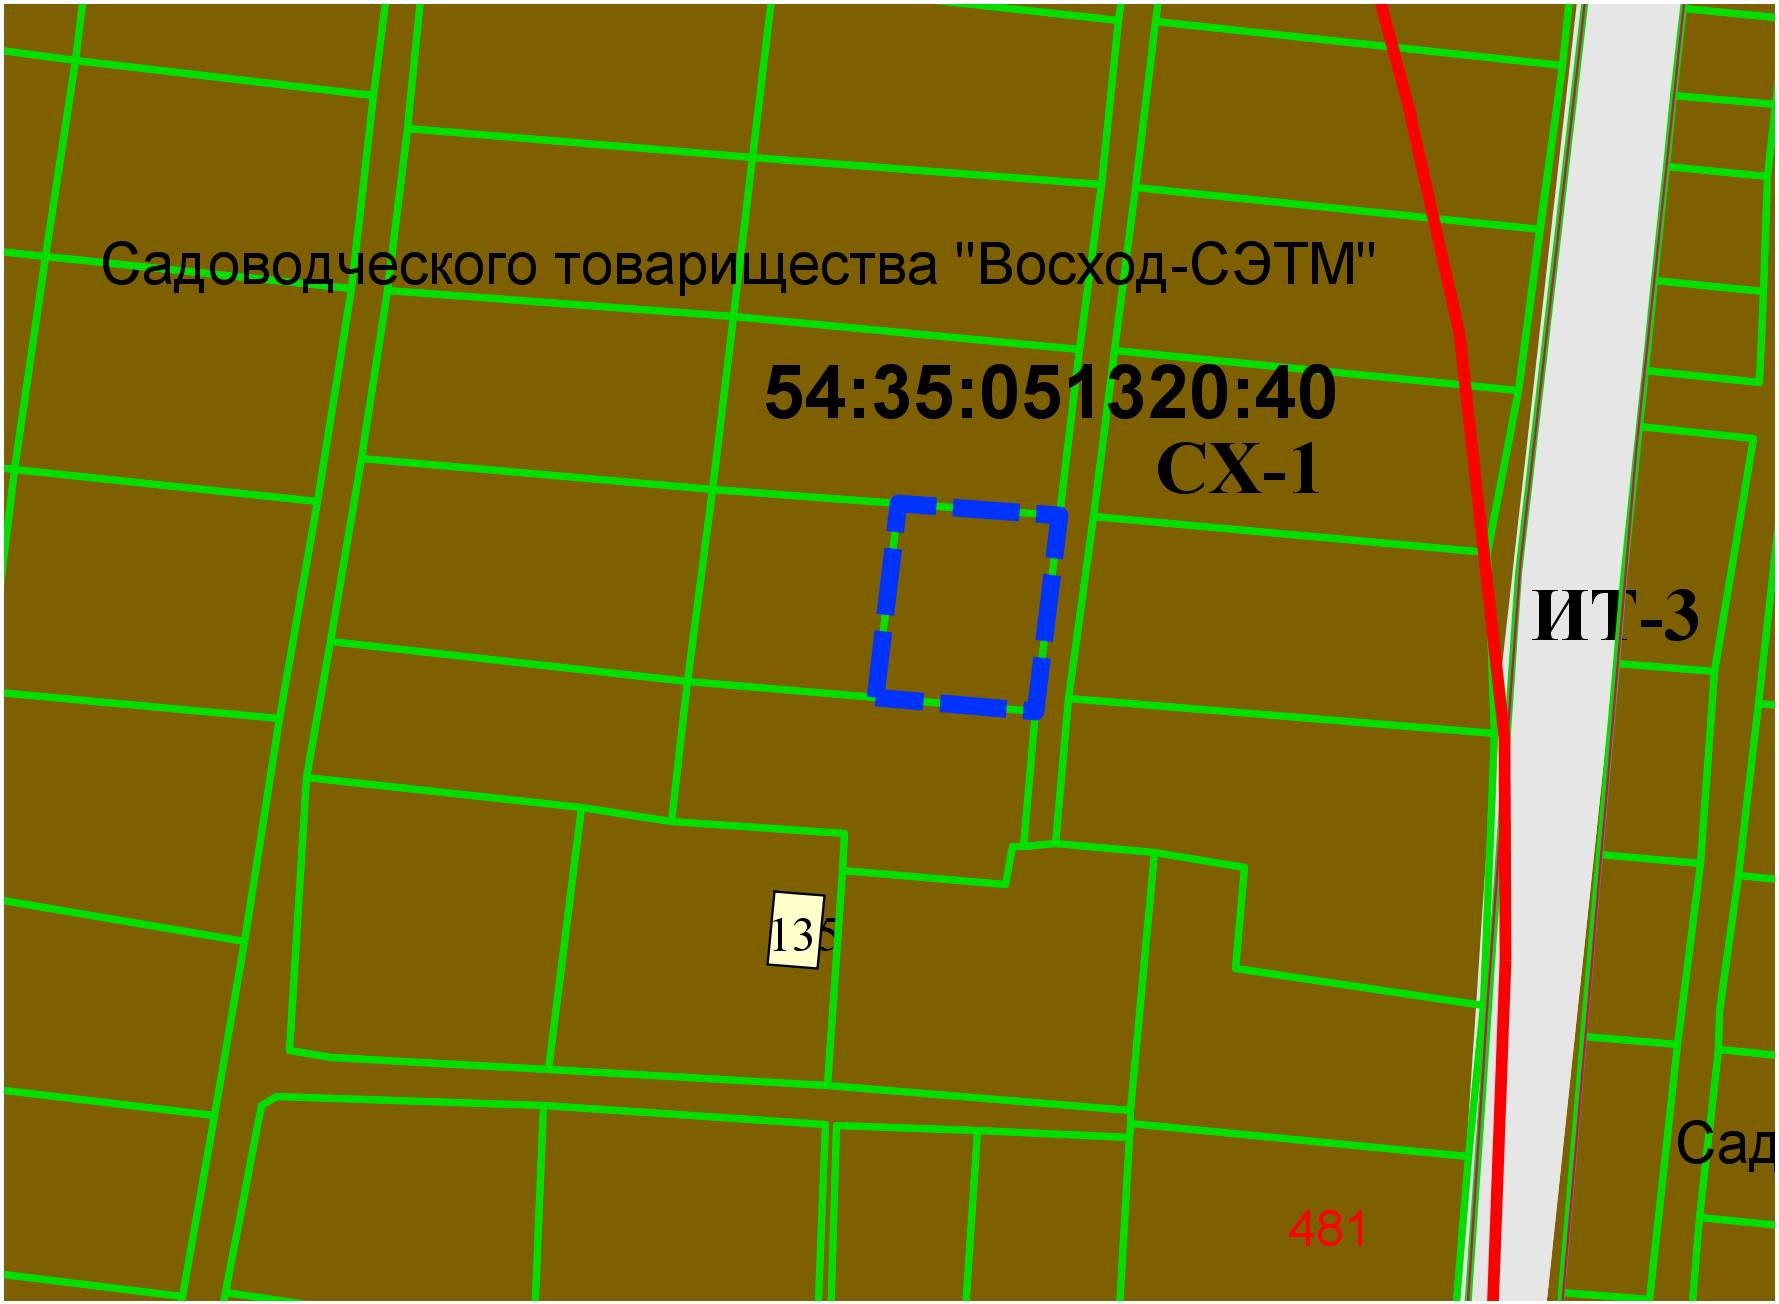 Садоводческого товарищества "Восход-СЭТМ"
54:35:051320:40
СХ-1
ИТ-3
135
Сад
481